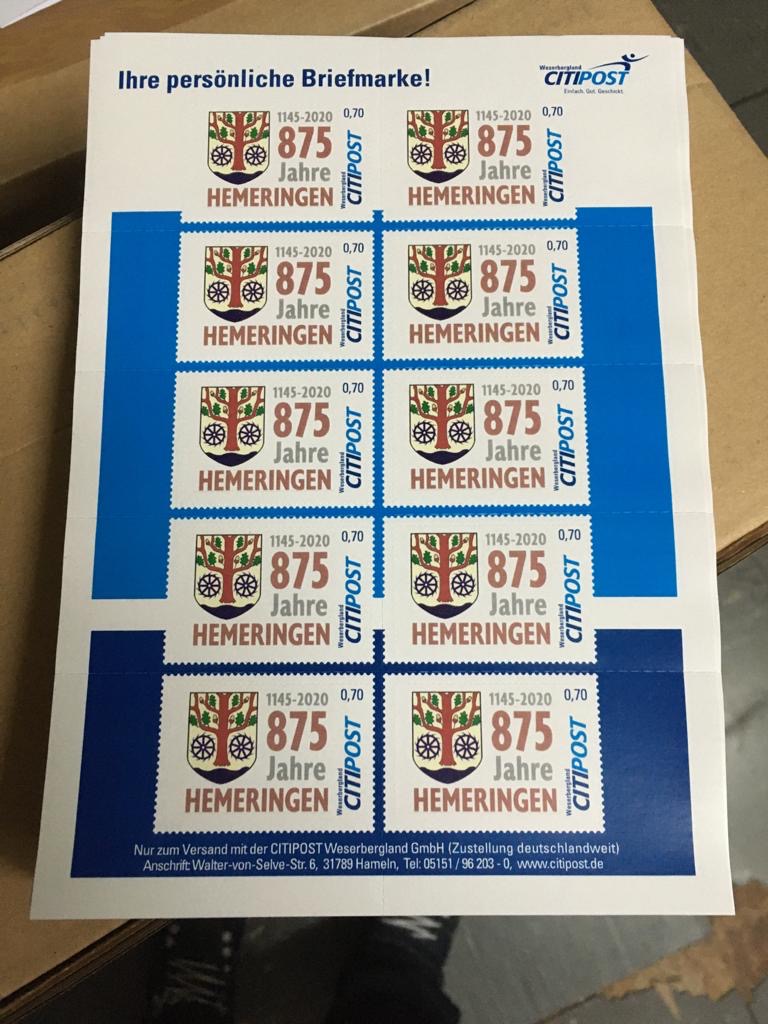 Ihre persönliche Briefmarke!
Weserbergland
CITIPOST
Einfach. Gut. Geschickt.
1145-2020
0,70
875
Jahre
HEMERINGEN
Weserbergland
CITIPOST
1145-2020
0,70
875
Jahre
HEMERINGEN
Weserbergland
CITIPOST
1145-2020
0,70
875
Jahre
HEMERINGEN
Weserbergland
CITIPOST
1145-2020
0,70
875
Jahre
HEMERINGEN
Weserbergland
CITIPOST
1145-2020
0,70
875
Jahre
HEMERINGEN
Weserbergland
CITIPOST
1145-2020
0,70
875
Jahre
HEMERINGEN
Weserbergland
CITIPOST
1145-2020
0,70
875
Jahre
HEMERINGEN
Weserbergland
CITIPOST
1145-2020
0,70
875
Jahre
HEMERINGEN
Weserbergland
CITIPOST
1145-2020
0,70
875
Jahre
HEMERINGEN
Weserbergland
CITIPOST
1145-2020
0,70
875
Jahre
HEMERINGEN
Weserbergland
CITIPOST
Nur zum Versand mit der CITIPOST Weserbergland GmbH (Zustellung deutschlandweit)
Anschrift: Walter-von-Selve-Str. 6, 31789 Hameln, Tel: 05151 / 96 203 - 0, www.citipost.de